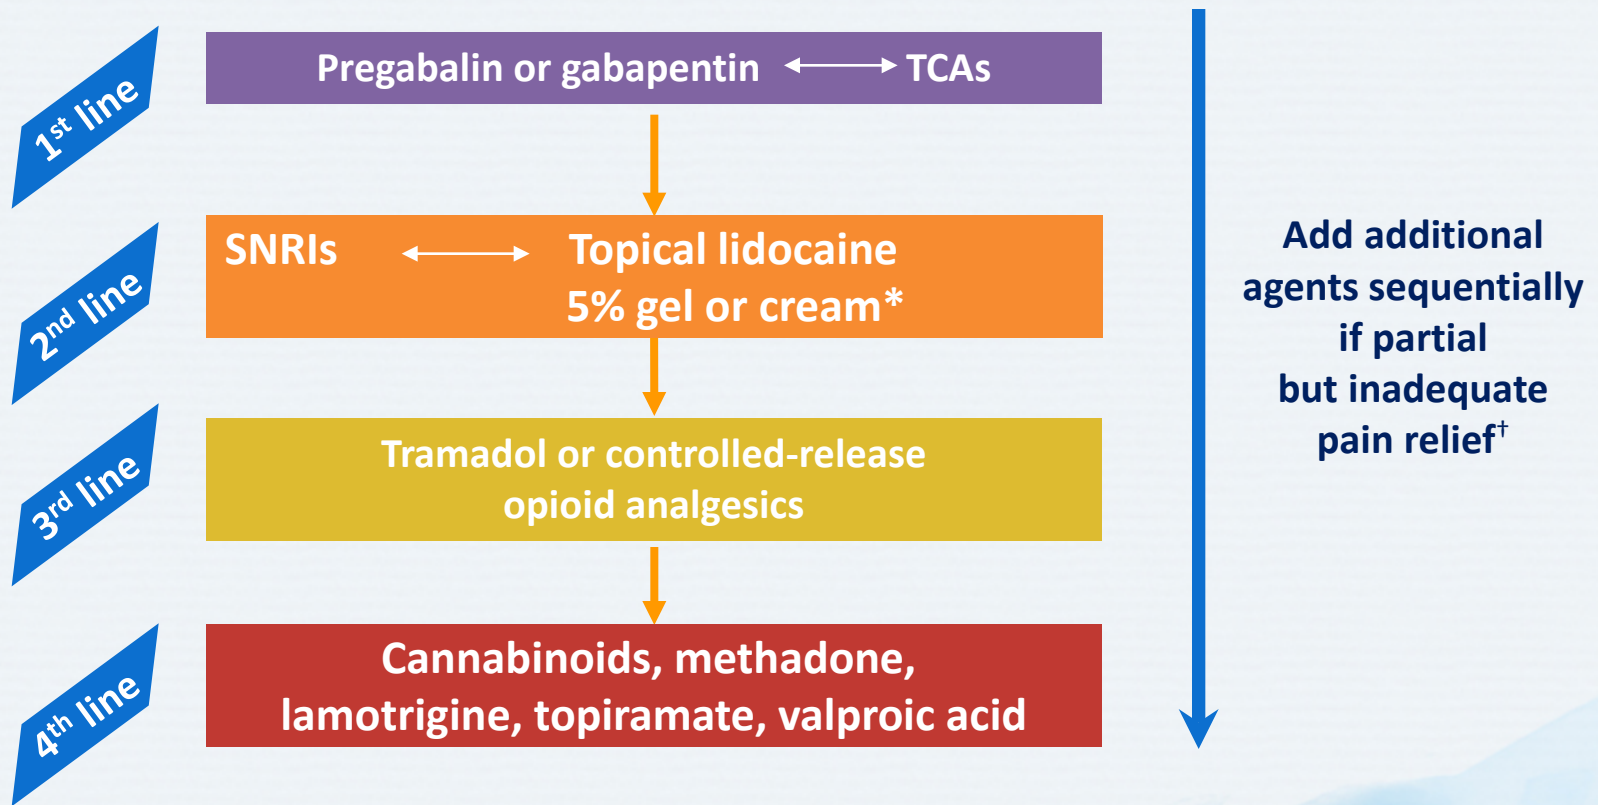 1st line
Pregabalin or gabapentin TCAs
2nd line
SNRIs Topical lidocaine
5% gel or cream*
3rd line
Tramadol or controlled-release
opioid analgesics
4th line
Cannabinoids, methadone,
lamotrigine, topiramate, valproic acid
Add additional
agents sequentially
if partial
but inadequate
pain relief†